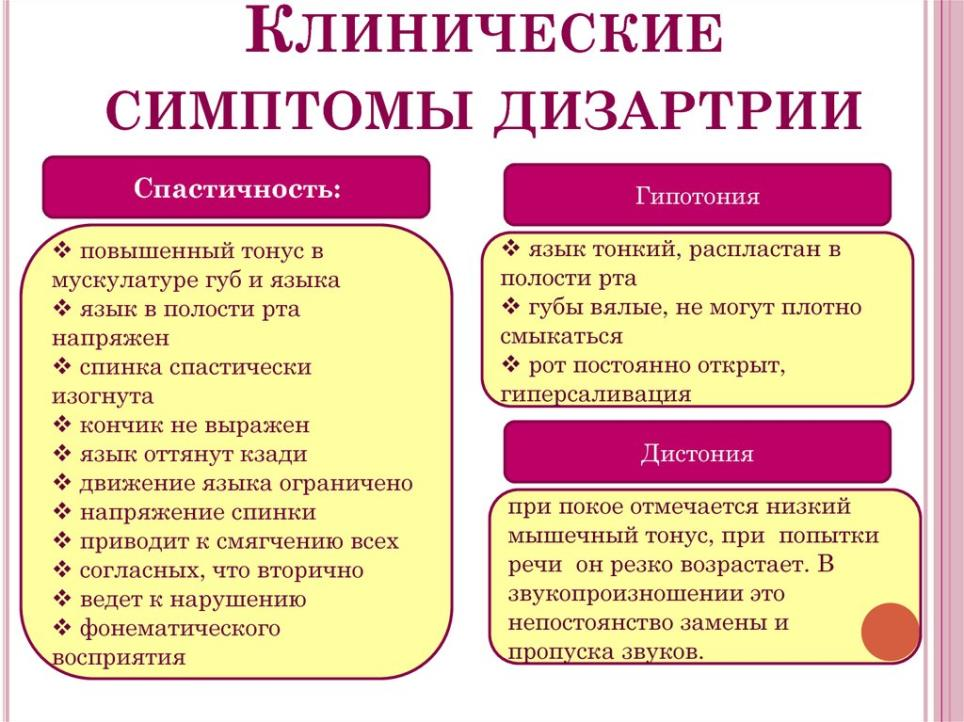 Клинические
симптомы дизартрии
Спастичность:
❖ повышенный тонус в
мускулатуре губ и языка
❖ язык в полости рта
напряжен
❖ спинка спастически
изогнута
❖ кончик не выражен
❖ язык оттянут кзади
❖ движение языка ограничено
❖ напряжение спинки
❖ приводит к смягчению всех
❖ согласных, что вторично
❖ ведет к нарушению
❖ фонематического
восприятия
Гипотония
❖ язык тонкий, распластан в
полости рта
❖ губы вялые, не могут плотно
смыкаться
❖ рот постоянно открыт,
гиперсаливация
Дистония
при покое отмечается низкий
мышечный тонус, при  попытки
речи  он резко возрастает. В
звукопроизношении это
непостоянство замены и
пропуска звуков.